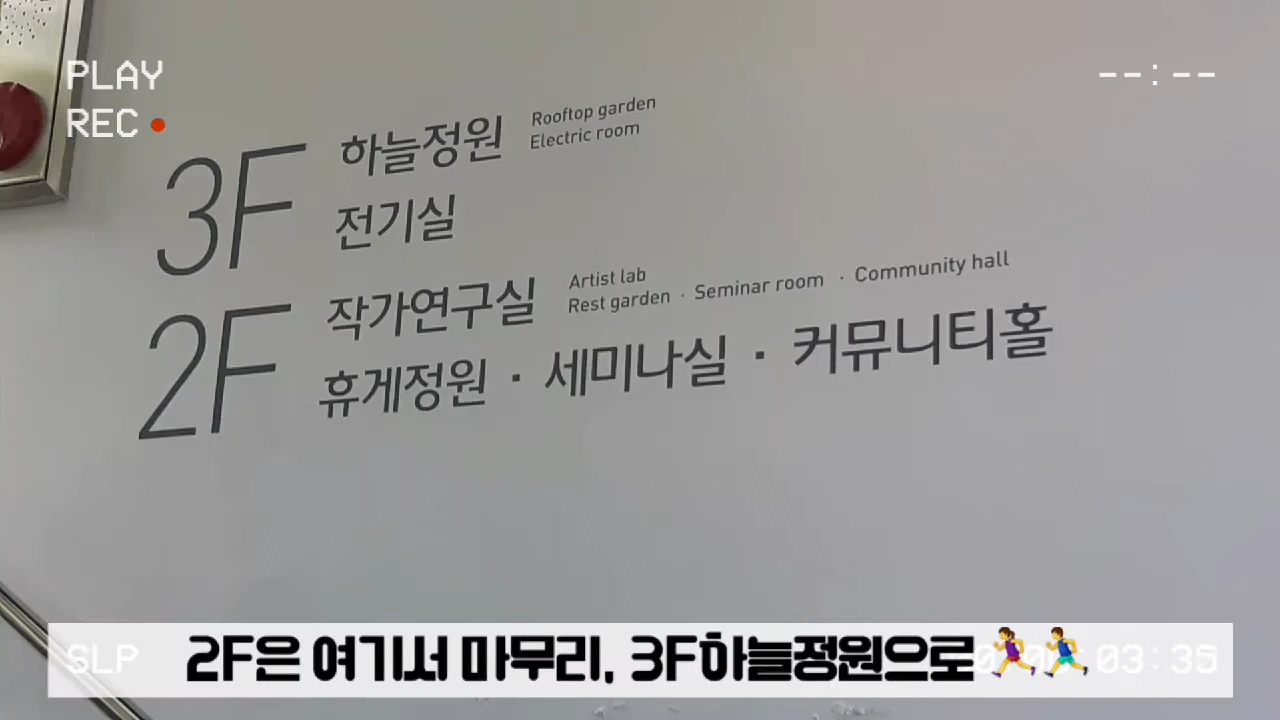 PLAY
--:--
REC
3F
하늘정원
Rooftop garden
Electric room
전기실
2F
작가연구실
Artist lab
Rest garden · Seminar room · Community hall
휴게정원 · 세미나실 · 커뮤니티홀
SLP
2F은 여기서 마무리, 3F하늘정원으로🏃‍♀️🏃
03:35